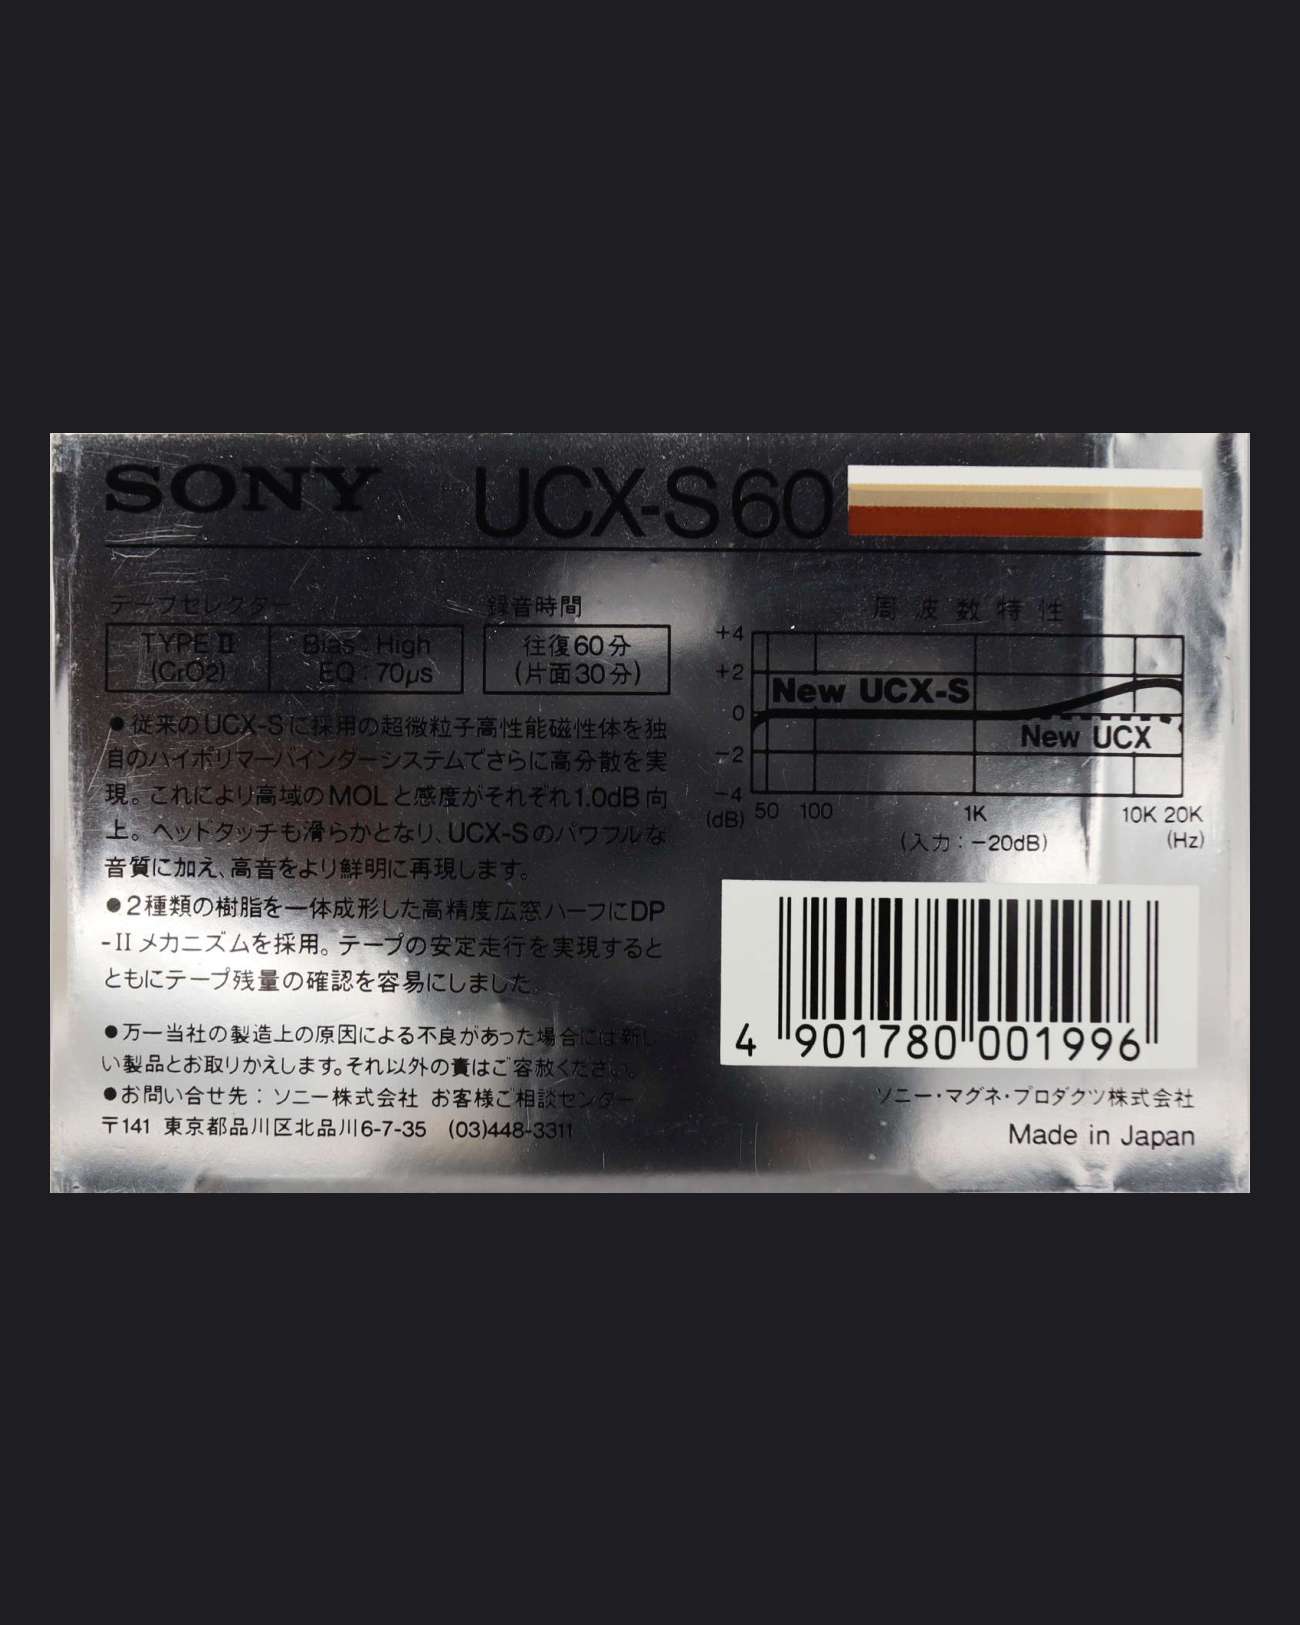 SONY UCX-S 60
テープセレクター
TYPE II
(CrO2)
Bias : High
EQ : 70μs
録音時間
往復60分
(片面30分)
●従来のUCX-Sに採用の超微粒子高性能磁性体を独
自のハイポリマーバインダーシステムでさらに高分散を実
現。これにより高域のMOLと感度がそれぞれ1.0dB向
上。ヘッドタッチも滑らかとなり、UCX-Sのパワフルな
音質に加え、高音をより鮮明に再現します。
●2種類の樹脂を一体成形した高精度広窓ハーフにDP
-IIメカニズムを採用。テープの安定走行を実現すると
ともにテープ残量の確認を容易にしました。
●万一当社の製造上の原因による不良があった場合には新し
い製品とお取りかえします。それ以外の責はご容赦ください。
●お問い合せ先：ソニー株式会社 お客様ご相談センター
〒141 東京都品川区北品川6-7-35 (03)448-3311
周波数特性
+4
+2
0
-2
-4
(dB)
New UCX-S
New UCX
50 100 1K 10K 20K
(入力：-20dB) (Hz)
4 901780 001996
ソニー・マグネ・プロダクツ株式会社
Made in Japan